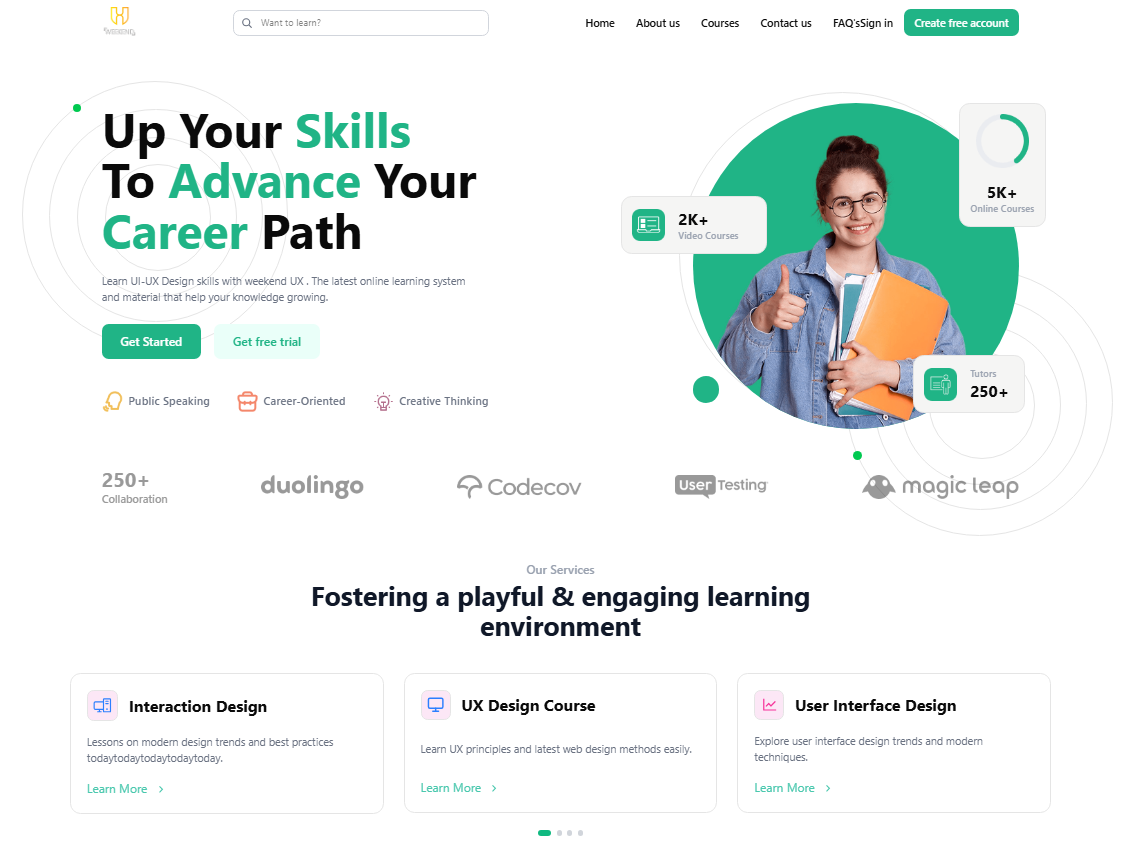 WEEKEND
Want to learn?
Home
About us
Courses
Contact us
FAQ's
Sign in
Create free account
Up Your Skills
To Advance Your
Career Path
Learn UI-UX Design skills with weekend UX . The latest online learning system
and material that help your knowledge growing.
Get Started
Get free trial
Public Speaking
Career-Oriented
Creative Thinking
2K+
Video Courses
5K+
Online Courses
Tutors
250+
250+
Collaboration
duolingo
Codecov
User Testing
magic leap
Our Services
Fostering a playful & engaging learning
environment
Interaction Design
Lessons on modern design trends and best practices
todaytodaytodaytodaytoday.
Learn More
UX Design Course
Learn UX principles and latest web design methods easily.
Learn More
User Interface Design
Explore user interface design trends and modern
techniques.
Learn More